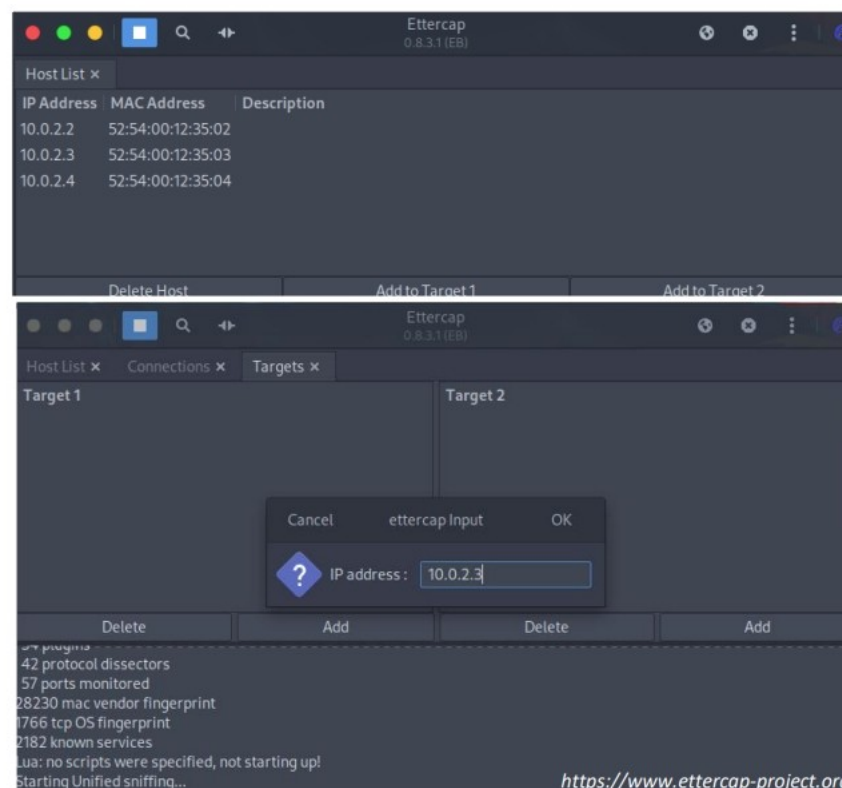 Ettercap
0.8.3.1 (EB)
Host List ×
IP Address MAC Address Description
10.0.2.2 52:54:00:12:35:02
10.0.2.3 52:54:00:12:35:03
10.0.2.4 52:54:00:12:35:04
Delete Host Add to Target 1 Add to Target 2
Ettercap
0.8.3.1 (EB)
Host List × Connections × Targets ×
Target 1 Target 2
Cancel ettercap Input OK
? IP address : 10.0.2.3
Delete Add Delete Add
34 plugins
42 protocol dissectors
57 ports monitored
28230 mac vendor fingerprint
1766 tcp OS fingerprint
2182 known services
Lua: no scripts were specified, not starting up!
Starting Unified sniffing...
https://www.ettercap-project.org